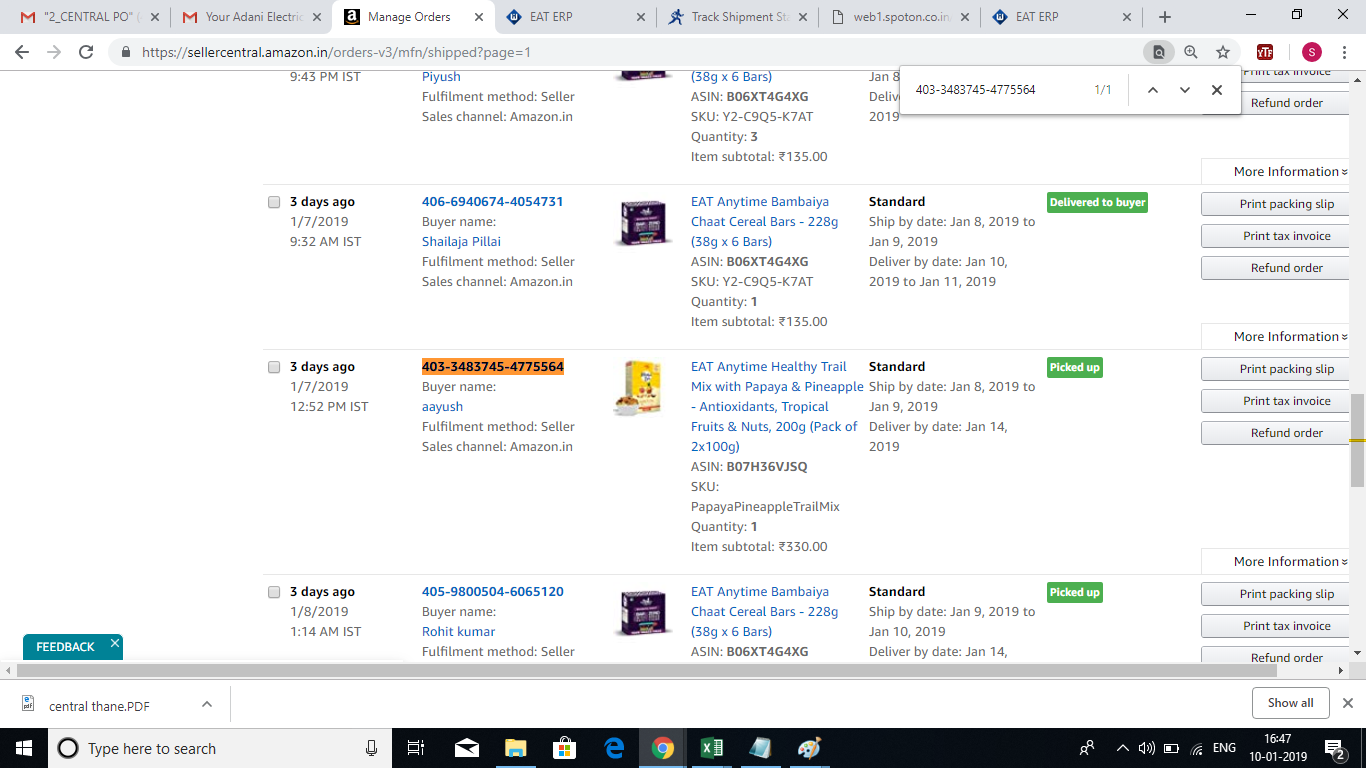 "2_CENTRAL PO" (
Your Adani Electric
Manage Orders
EAT ERP
Track Shipment St
web1.spoton.co.in
EAT ERP
https://sellercentral.amazon.in/orders-v3/mfn/shipped?page=1
YTF
S
403-3483745-4775564 1/1
9:43 PM IST
Piyush
Fulfilment method: Seller
Sales channel: Amazon.in
(38g x 6 Bars)
ASIN: B06XT4G4XG
SKU: Y2-C9Q5-K7AT
Quantity: 3
Item subtotal: ₹135.00
Jan 8
Deliv
2019
Print tax invoice
Refund order
More Information
3 days ago
1/7/2019
9:32 AM IST
406-6940674-4054731
Buyer name:
Shailaja Pillai
Fulfilment method: Seller
Sales channel: Amazon.in
EAT Anytime Bambaiya
Chaat Cereal Bars - 228g
(38g x 6 Bars)
ASIN: B06XT4G4XG
SKU: Y2-C9Q5-K7AT
Quantity: 1
Item subtotal: ₹135.00
Standard
Ship by date: Jan 8, 2019 to
Jan 9, 2019
Deliver by date: Jan 10,
2019 to Jan 11, 2019
Delivered to buyer
Print packing slip
Print tax invoice
Refund order
More Information
3 days ago
1/7/2019
12:52 PM IST
403-3483745-4775564
Buyer name:
aayush
Fulfilment method: Seller
Sales channel: Amazon.in
EAT Anytime Healthy Trail
Mix with Papaya & Pineapple
- Antioxidants, Tropical
Fruits & Nuts, 200g (Pack of
2x100g)
ASIN: B07H36VJSQ
SKU:
PapayaPineappleTrailMix
Quantity: 1
Item subtotal: ₹330.00
Standard
Ship by date: Jan 8, 2019 to
Jan 9, 2019
Deliver by date: Jan 14,
2019
Picked up
Print packing slip
Print tax invoice
Refund order
More Information
3 days ago
1/8/2019
1:14 AM IST
405-9800504-6065120
Buyer name:
Rohit kumar
Fulfilment method: Seller
EAT Anytime Bambaiya
Chaat Cereal Bars - 228g
(38g x 6 Bars)
ASIN: B06XT4G4XG
Standard
Ship by date: Jan 9, 2019 to
Jan 10, 2019
Deliver by date: Jan 14,
Picked up
Print packing slip
Print tax invoice
Refund order
FEEDBACK
central thane.PDF
Show all
Type here to search
ENG
16:47
10-01-2019
2